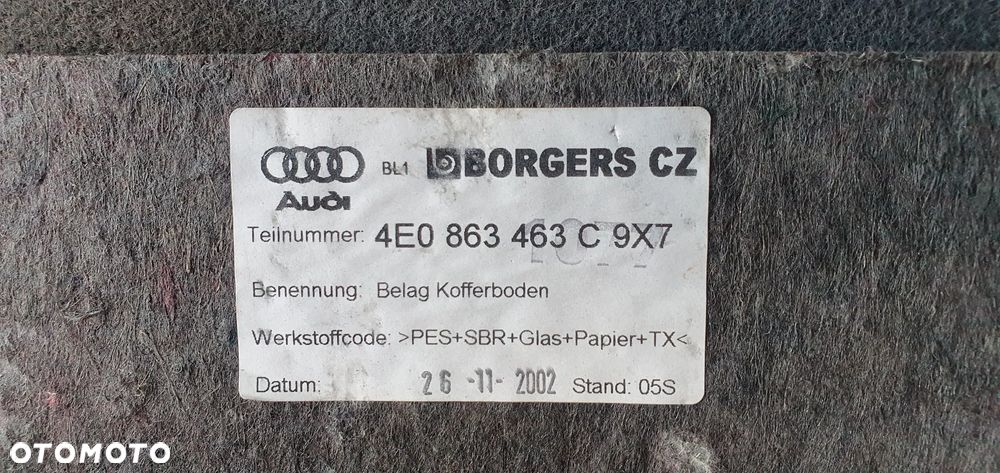 Audi BL1 BORGERS CZ
Teilnummer: 4E0 863 463 C 9X7
Benennung: Belag Kofferboden
Werkstoffcode: >PES+SBR+Glas+Papier+TX<
Datum: 26 -11- 2002 Stand: 05S
OTOMOTO